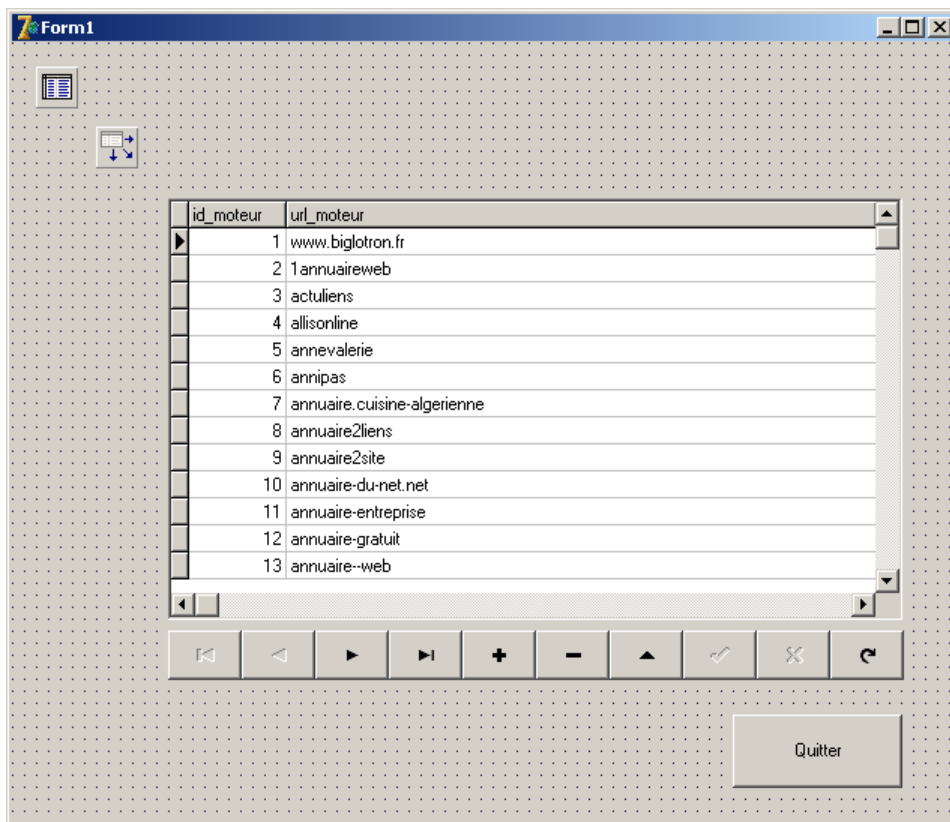 Form1
id_moteur url_moteur
1 www.biglotron.fr
2 1annuaireweb
3 actuliens
4 allisonline
5 annevalerie
6 annipas
7 annuaire.cuisine-algerienne
8 annuaire2liens
9 annuaire2site
10 annuaire-du-net.net
11 annuaire-entreprise
12 annuaire-gratuit
13 annuaire--web
Quitter